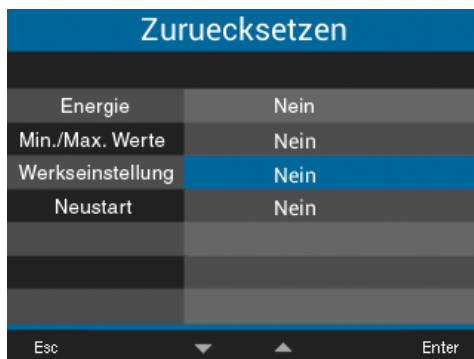 Zuruecksetzen
Energie Nein
Min./Max. Werte Nein
Werkseinstellung Nein
Neustart Nein
Esc Enter